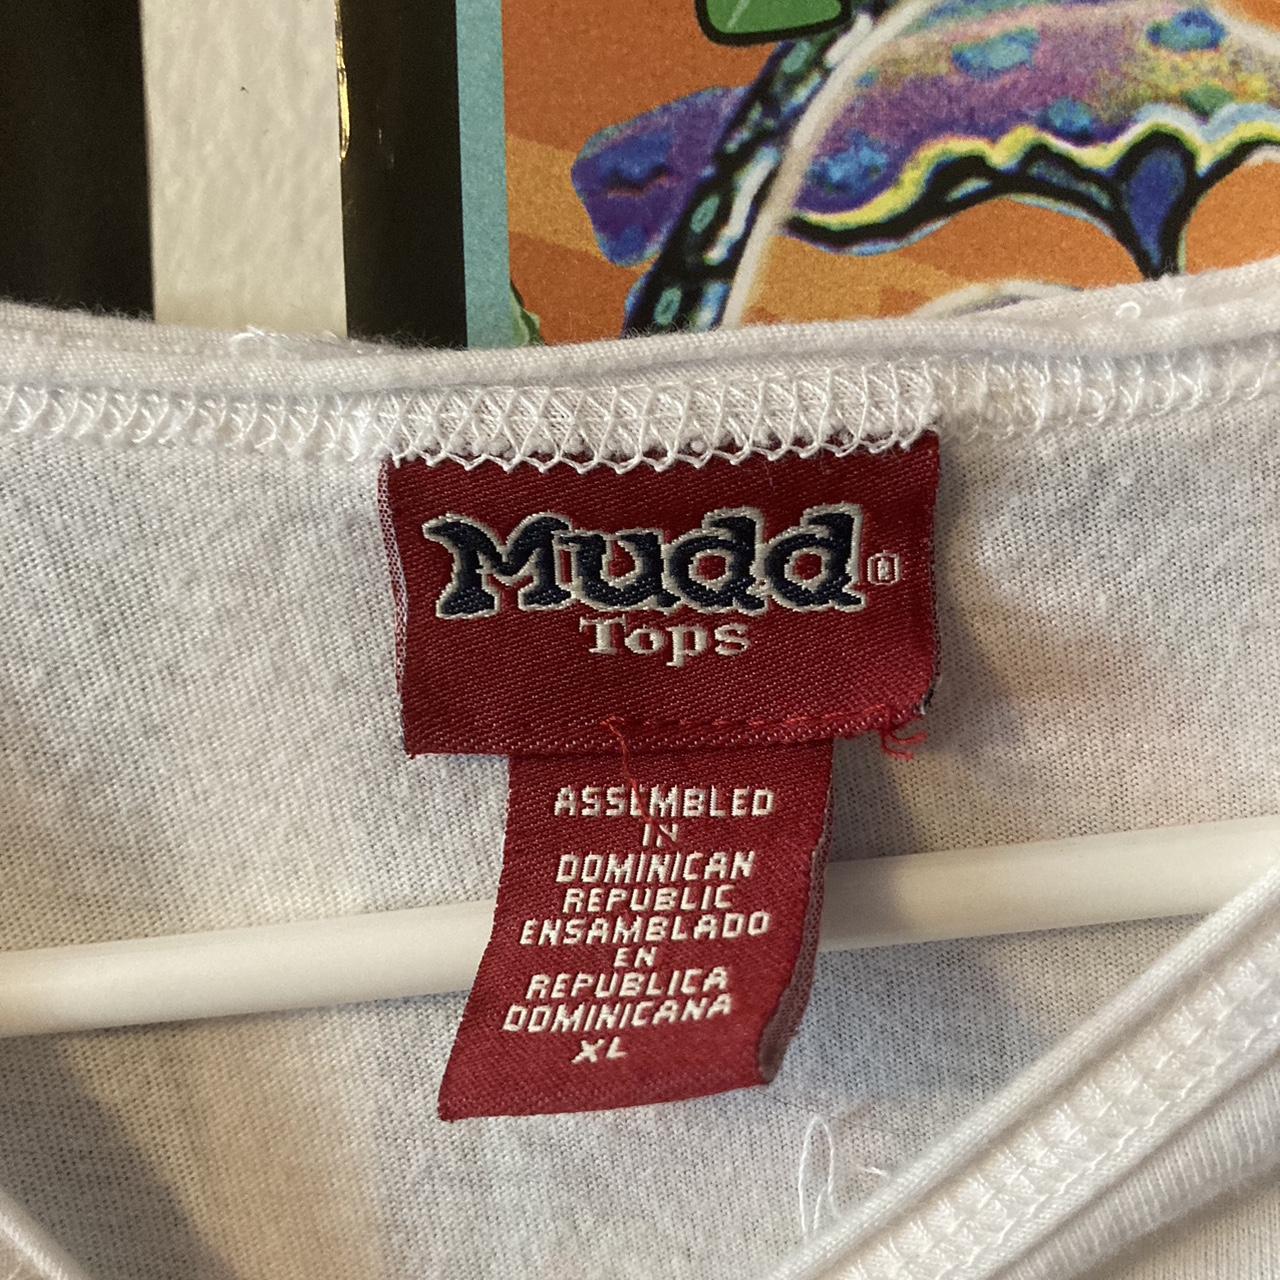 Mudd®
Tops
ASSEMBLED
IN
DOMINICAN
REPUBLIC
ENSAMBLADO
EN
REPUBLICA
DOMINICANA
XL